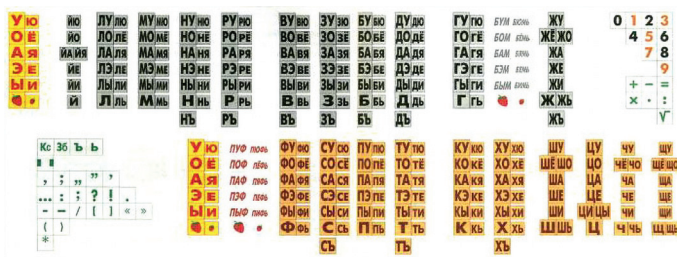 У Ю ЙЮ ЛУ ЛЮ МУ МЮ НУ НЮ РУ РЮ ВУ ВЮ ЗУ ЗЮ БУ БЮ ДУ ДЮ ГУ ГЮ БУМ БЮМЬ ЖУ 0 1 2 3
О Ё ЙО ЛО ЛЁ МО МЁ НО НЁ РО РЁ ВО ВЁ ЗО ЗЁ БО БЁ ДО ДЁ ГО ГЁ БОМ БЁМЬ ЖЁ ЖО 4 5 6
А Я ЙА ЙЯ ЛА ЛЯ МА МЯ НА НЯ РА РЯ ВА ВЯ ЗА ЗЯ БА БЯ ДА ДЯ ГА ГЯ БАМ БЯМЬ ЖА 7 8
Э Е ЙЕ ЛЭ ЛЕ МЭ МЕ НЭ НЕ РЭ РЕ ВЭ ВЕ ЗЭ ЗЕ БЭ БЕ ДЭ ДЕ ГЭ ГЕ БЭМ БЕМЬ ЖЕ 9
Ы И ЙИ ЛЫ ЛИ МЫ МИ НЫ НИ РЫ РИ ВЫ ВИ ЗЫ ЗИ БЫ БИ ДЫ ДИ ГЫ ГИ БЫМ БИМЬ ЖИ + − =
Й Л ЛЬ М МЬ Н НЬ Р РЬ В ВЬ З ЗЬ Б БЬ Д ДЬ Г ГЬ Ж ЖЬ × · :
НЪ РЪ ВЪ ЗЪ БЪ ДЪ ЖЪ √
Кс Зб Ъ Ь У Ю ПУФ ПЮФЬ ФУ ФЮ СУ СЮ ПУ ПЮ ТУ ТЮ КУ КЮ ХУ ХЮ ШУ ЦУ ЧУ ЩУ
О Ё ПОФ ПЁФЬ ФО ФЁ СО СЁ ПО ПЁ ТО ТЁ КО КЁ ХО ХЁ ШЁ ШО ЦО ЧЁ ЧО ЩЁ ЩО
, ; „ ” ’ А Я ПАФ ПЯФЬ ФА ФЯ СА СЯ ПА ПЯ ТА ТЯ КА КЯ ХА ХЯ ША ЦА ЧА ЩА
... : ; ? ! . Э Е ПЭФ ПЕФЬ ФЭ ФЕ СЭ СЕ ПЭ ПЕ ТЭ ТЕ КЭ КЕ ХЭ ХЕ ШЕ ЦЕ ЧЕ ЩЕ
- – / [ ] « » Ы И ПЫФ ПИФЬ ФЫ ФИ СЫ СИ ПЫ ПИ ТЫ ТИ КЫ КИ ХЫ ХИ ШИ ЦИ ЦЫ ЧИ ЩИ
( ) Ф ФЬ С СЬ П ПЬ Т ТЬ К КЬ Х ХЬ Ш ШЬ Ц Ч ЧЬ Щ ЩЬ
* СЪ ТЪ ХЪ